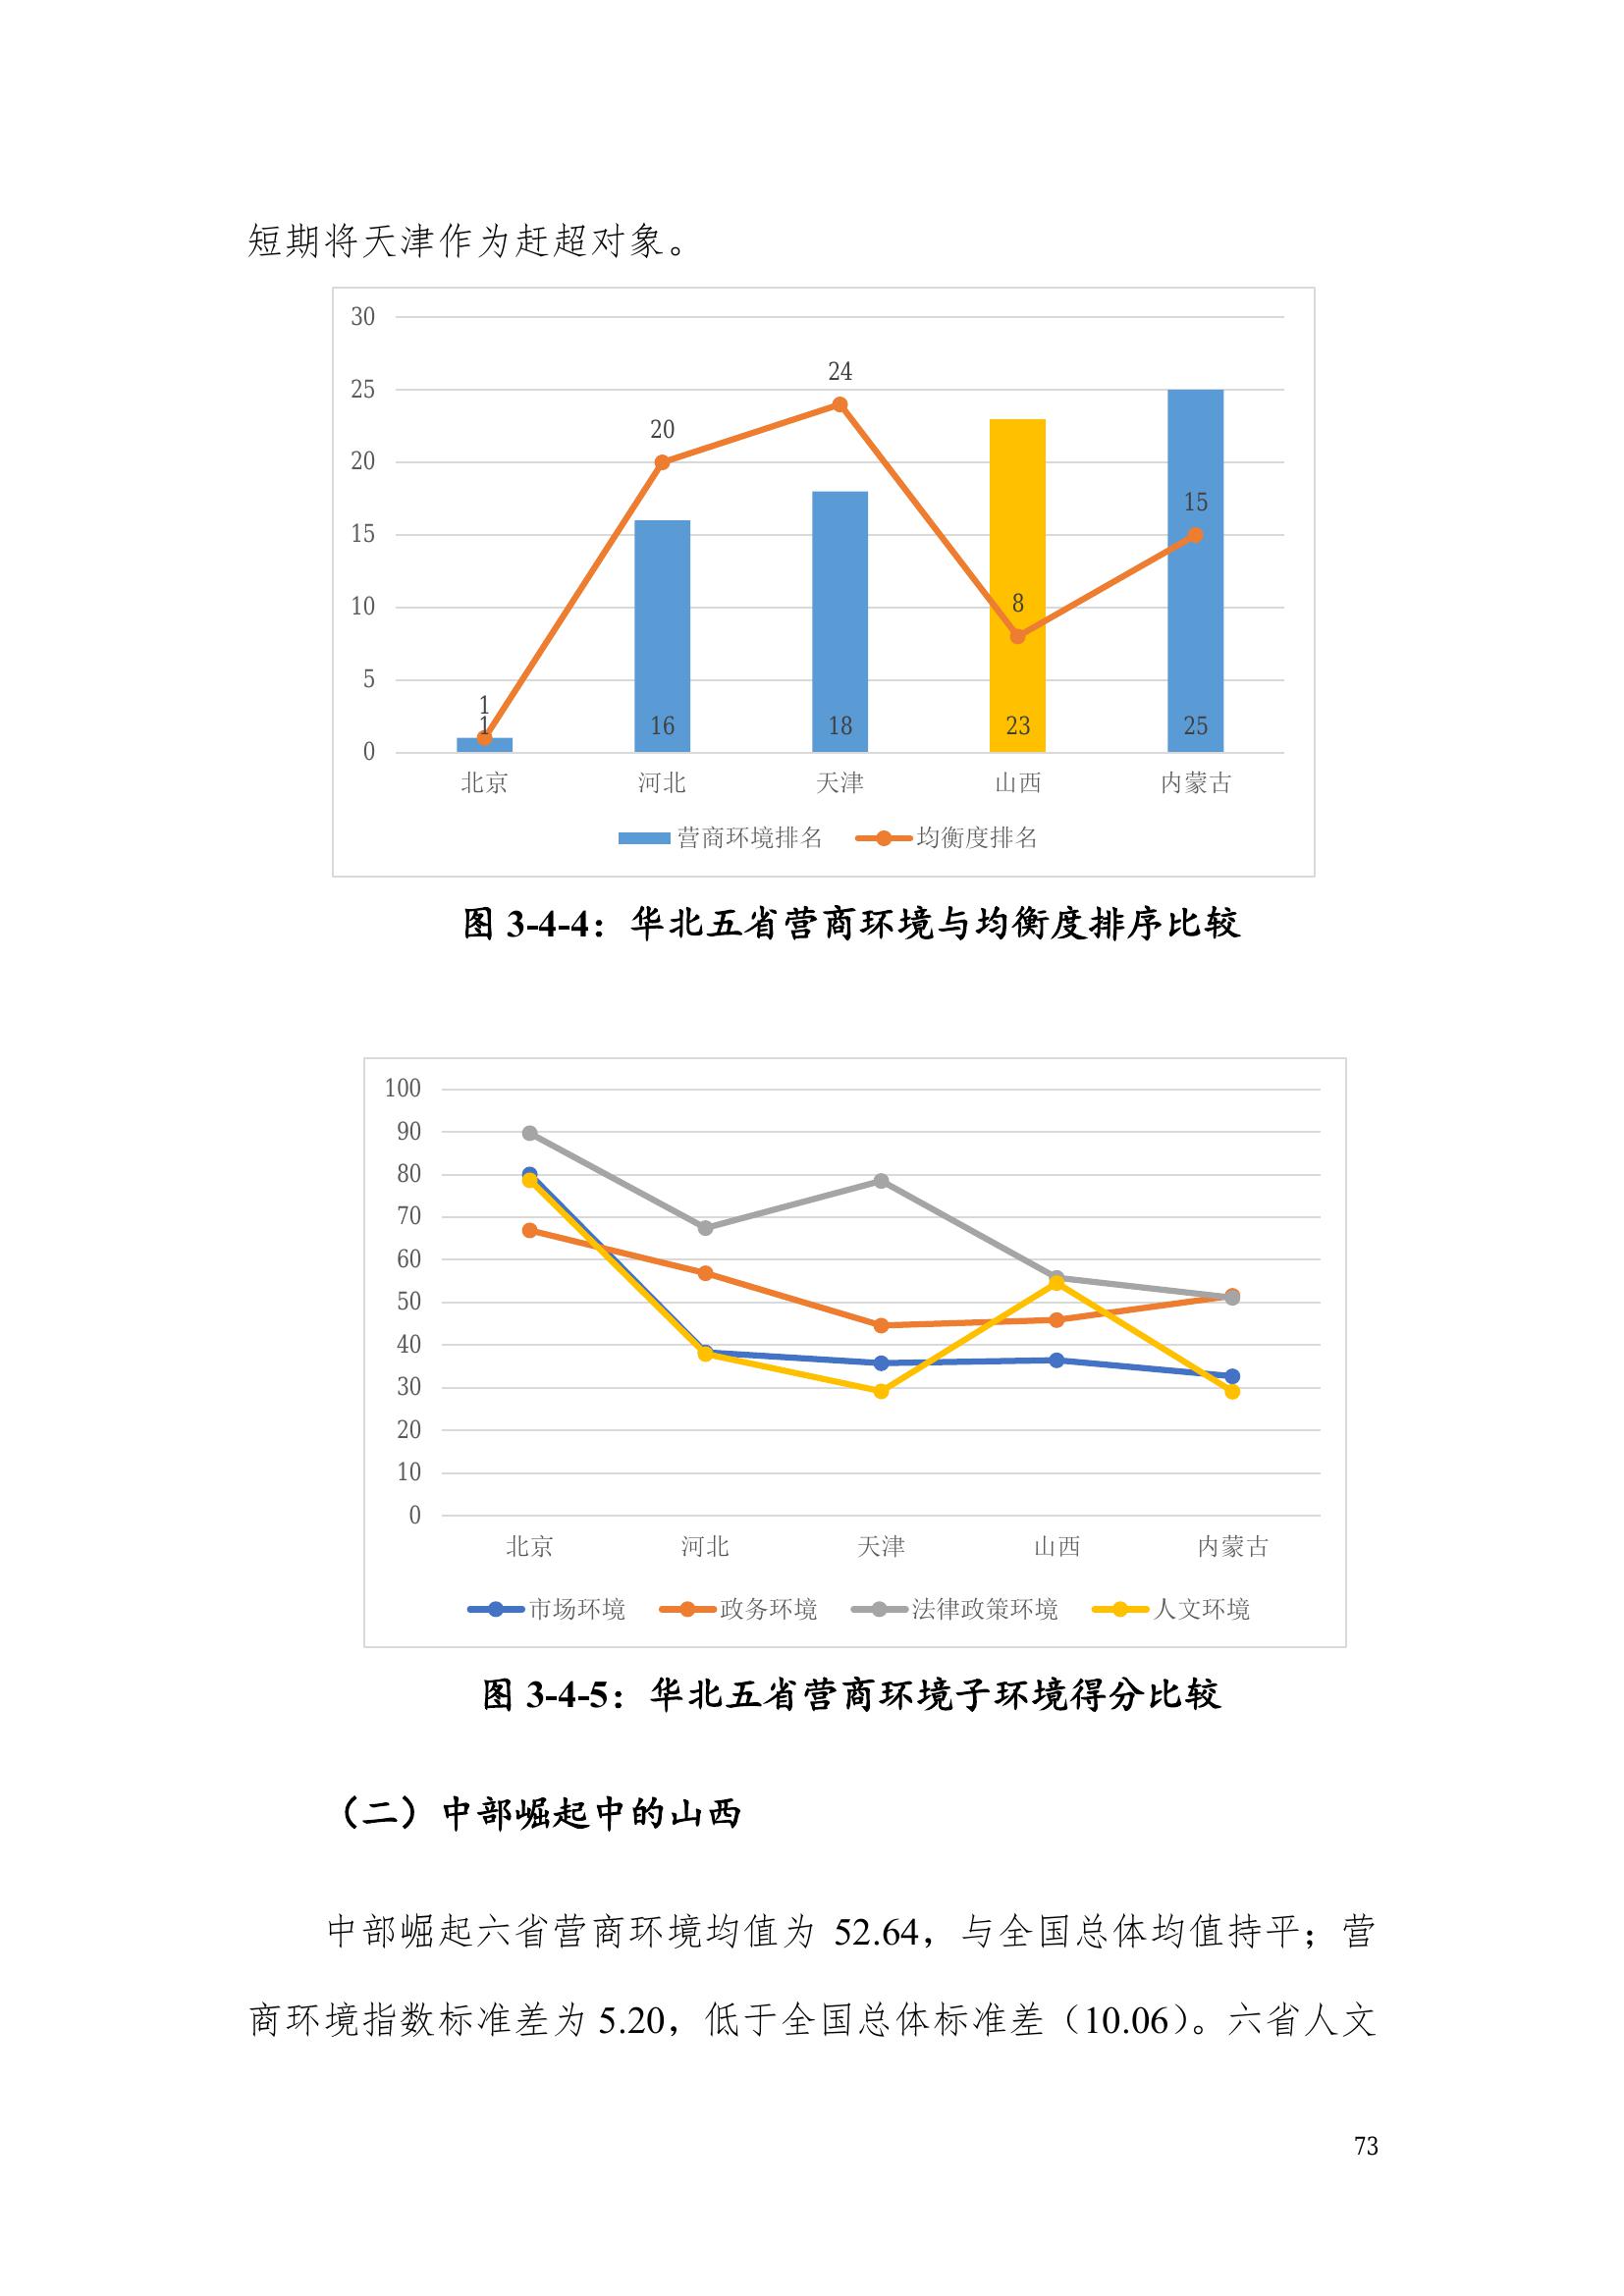 短期将天津作为赶超对象。
30
25
20
15
10
5
0
1
1
20
16
24
18
8
23
15
25
北京 河北 天津 山西 内蒙古
营商环境排名 均衡度排名
图 3-4-4：华北五省营商环境与均衡度排序比较
100
90
80
70
60
50
40
30
20
10
0
北京 河北 天津 山西 内蒙古
市场环境 政务环境 法律政策环境 人文环境
图 3-4-5：华北五省营商环境子环境得分比较
（二）中部崛起中的山西
中部崛起六省营商环境均值为 52.64，与全国总体均值持平；营
商环境指数标准差为 5.20，低于全国总体标准差（10.06）。六省人文
73